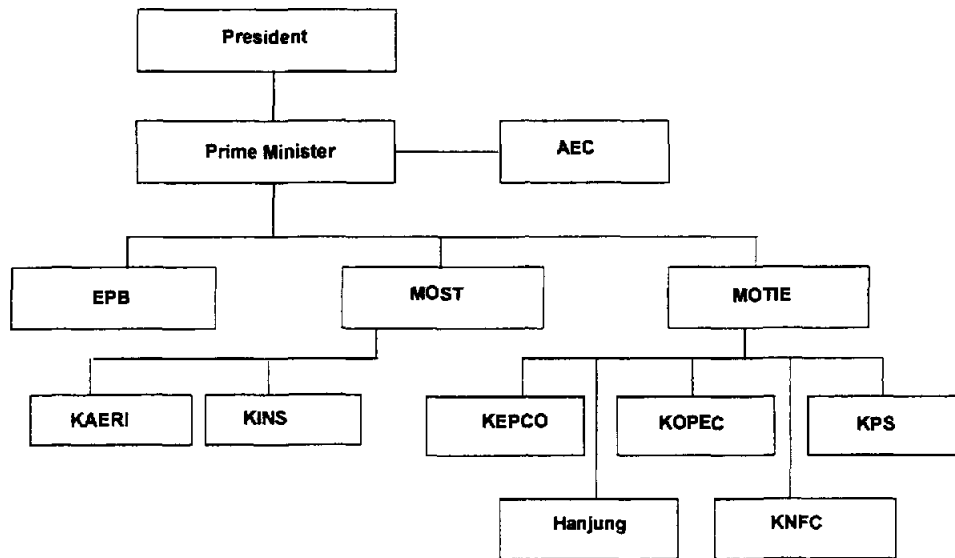 President
Prime Minister
AEC
EPB
MOST
MOTIE
KAERI
KINS
KEPCO
KOPEC
KPS
Hanjung
KNFC